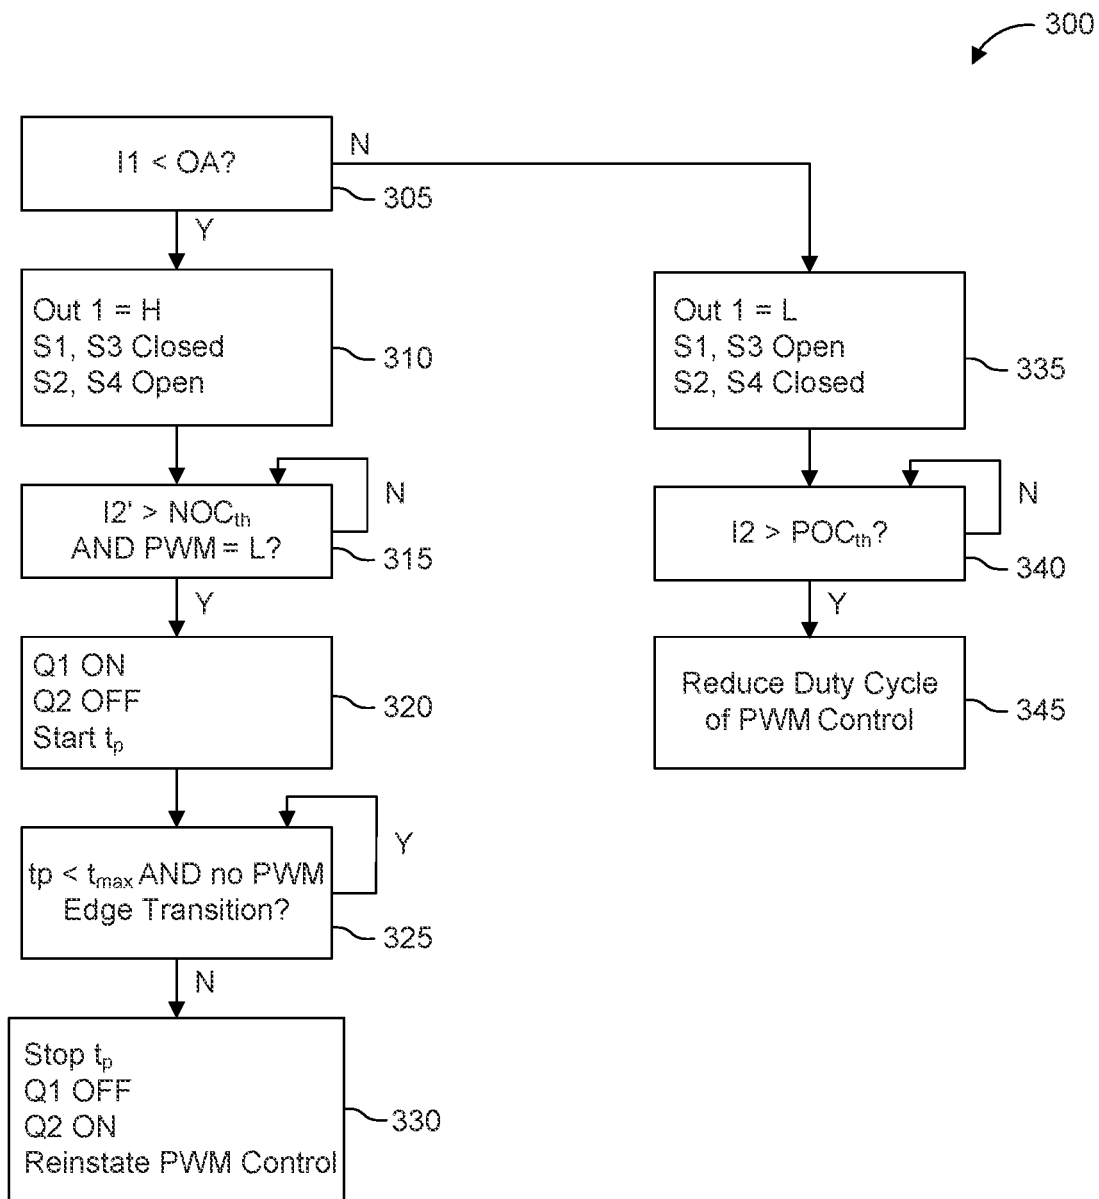 300
I1 < OA?
N
305
Y
Out 1 = H
S1, S3 Closed
S2, S4 Open
310
I2' > NOCth
AND PWM = L?
N
315
Y
Q1 ON
Q2 OFF
Start tp
320
tp < tmax AND no PWM
Edge Transition?
Y
325
N
Stop tp
Q1 OFF
Q2 ON
Reinstate PWM Control
330
Out 1 = L
S1, S3 Open
S2, S4 Closed
335
I2 > POCth?
N
340
Y
Reduce Duty Cycle
of PWM Control
345